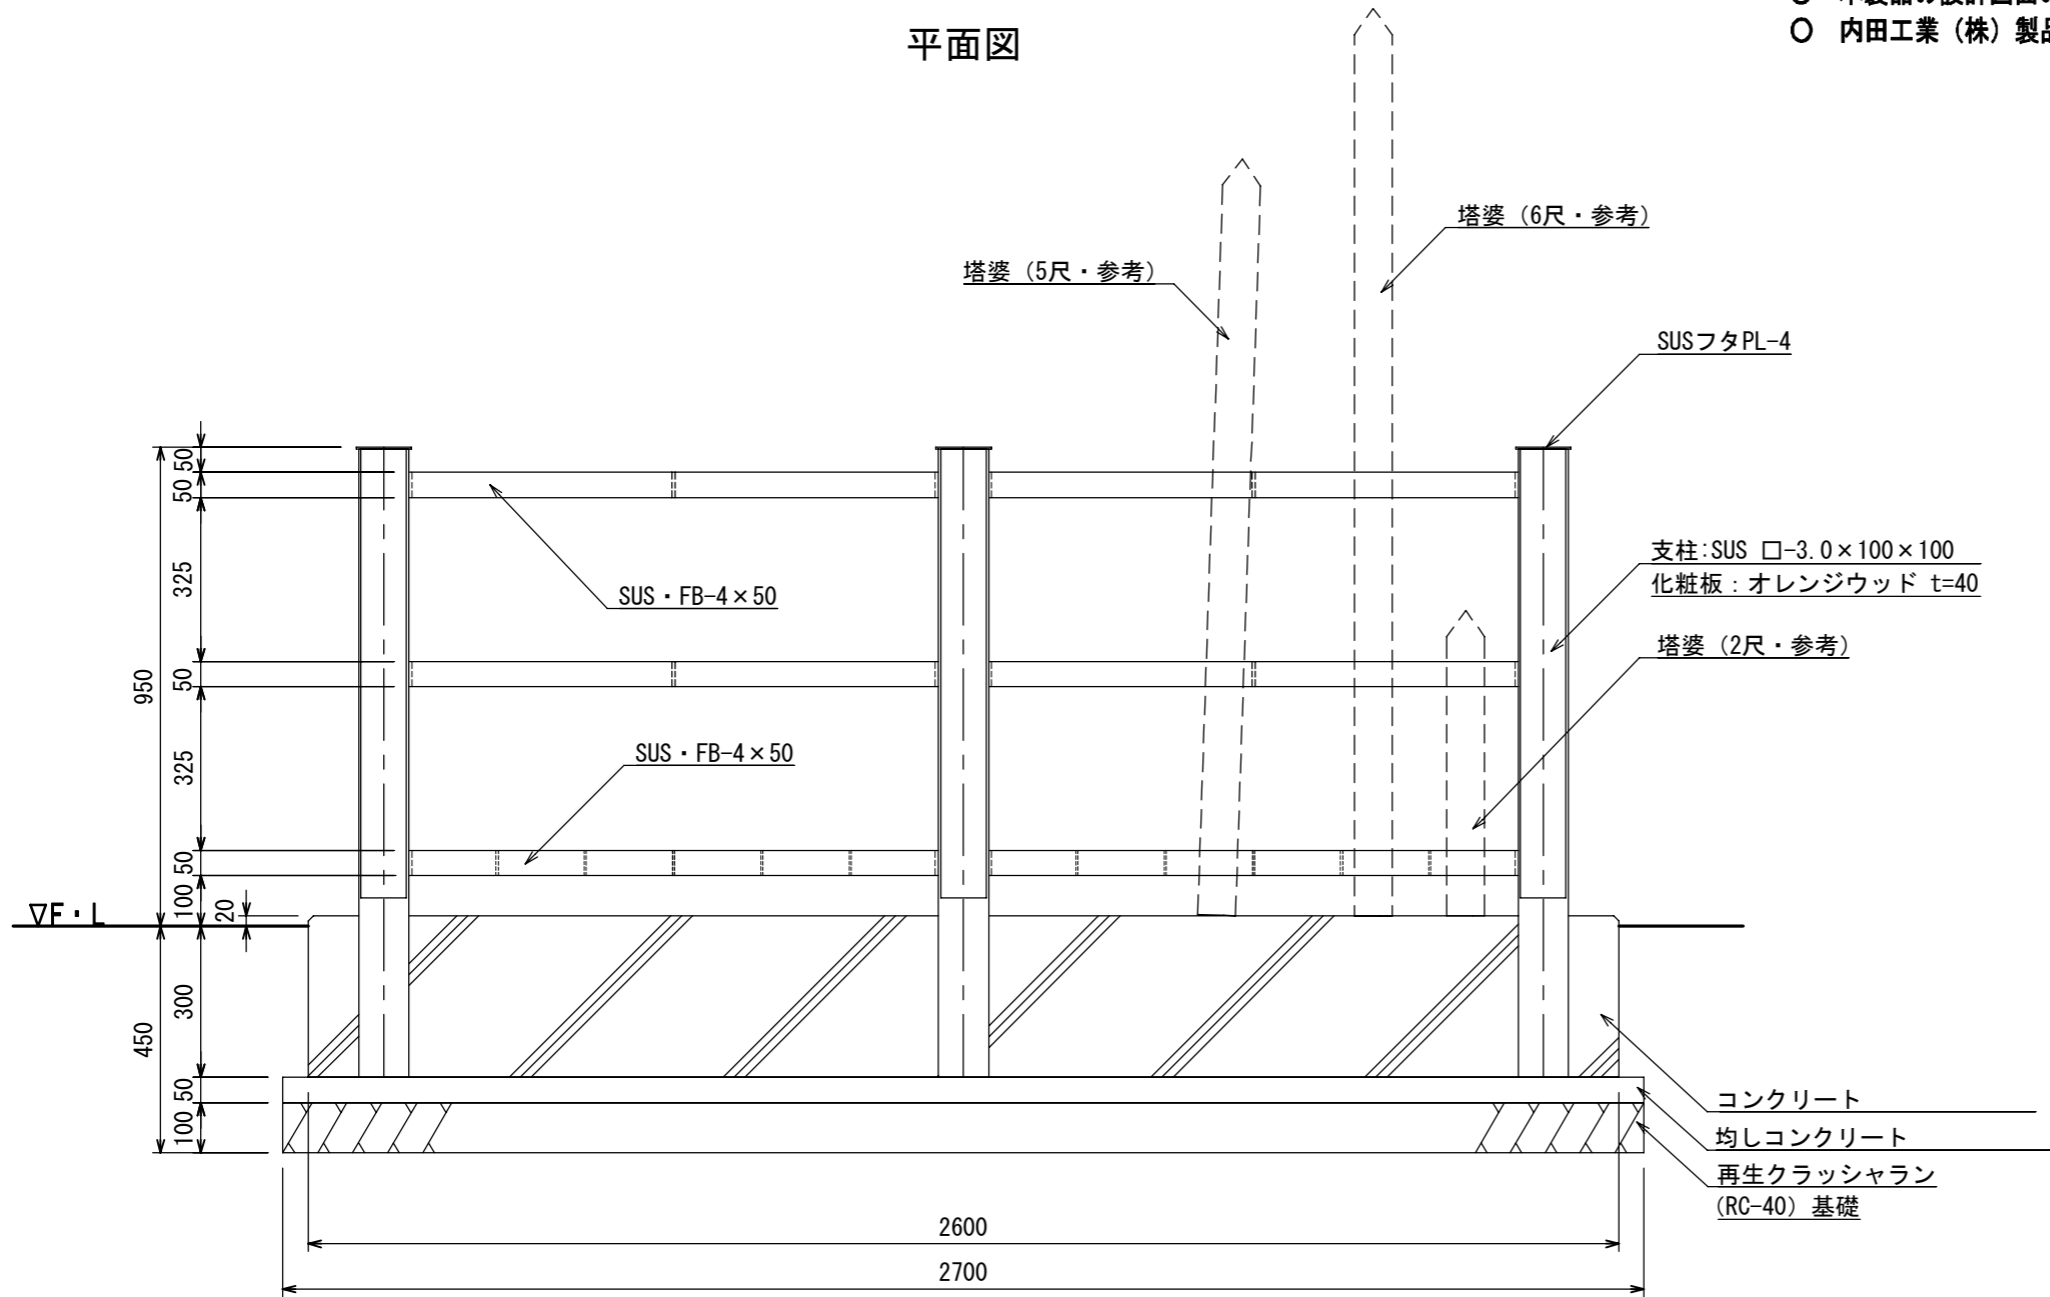 内田工業（株）製品
平面図
塔婆（6尺・参考）
塔婆（5尺・参考）
SUSフタPL-4
支柱:SUS ロ-3.0×100×100
化粧板：オレンジウッド t=40
塔婆（2尺・参考）
SUS・FB-4×50
SUS・FB-4×50
50
50
325
50
325
50
100
20
950
▽F・L
300
450
50
100
コンクリート
均しコンクリート
再生クラッシャラン
(RC-40) 基礎
2600
2700